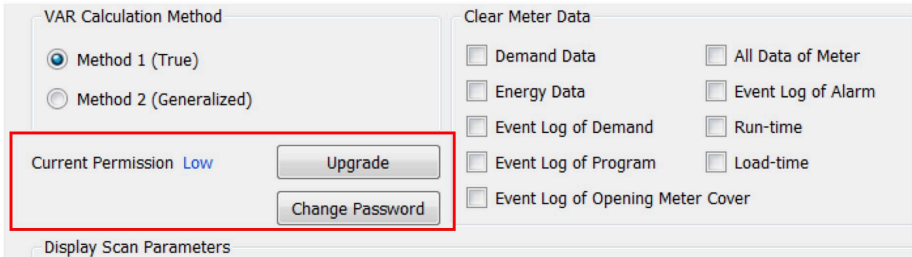 VAR Calculation Method
Method 1 (True)
Method 2 (Generalized)
Current Permission Low
Upgrade
Change Password
Clear Meter Data
Demand Data
All Data of Meter
Energy Data
Event Log of Alarm
Event Log of Demand
Run-time
Event Log of Program
Load-time
Event Log of Opening Meter Cover
Display Scan Parameters